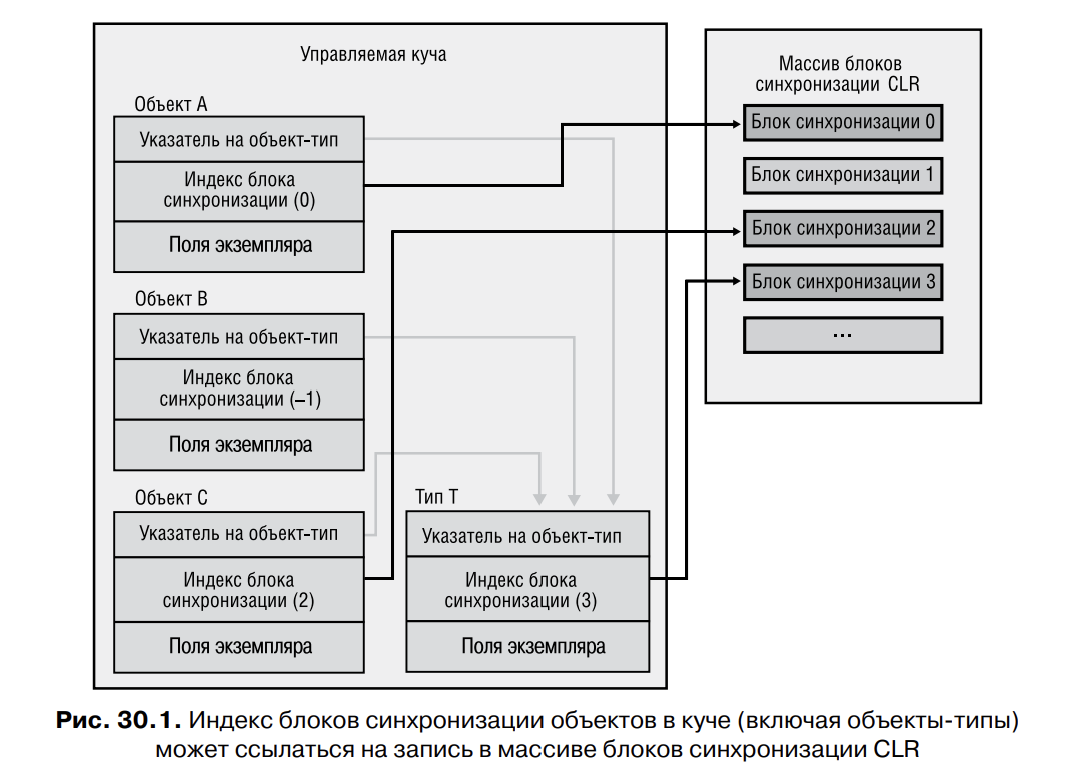 Управляемая куча
Объект A
Указатель на объект-тип
Индекс блока
синхронизации (0)
Поля экземпляра
Объект B
Указатель на объект-тип
Индекс блока
синхронизации (–1)
Поля экземпляра
Объект C
Указатель на объект-тип
Индекс блока
синхронизации (2)
Поля экземпляра
Тип T
Указатель на объект-тип
Индекс блока
синхронизации (3)
Поля экземпляра
Массив блоков
синхронизации CLR
Блок синхронизации 0
Блок синхронизации 1
Блок синхронизации 2
Блок синхронизации 3
...
Рис. 30.1. Индекс блоков синхронизации объектов в куче (включая объекты-типы)
может ссылаться на запись в массиве блоков синхронизации CLR